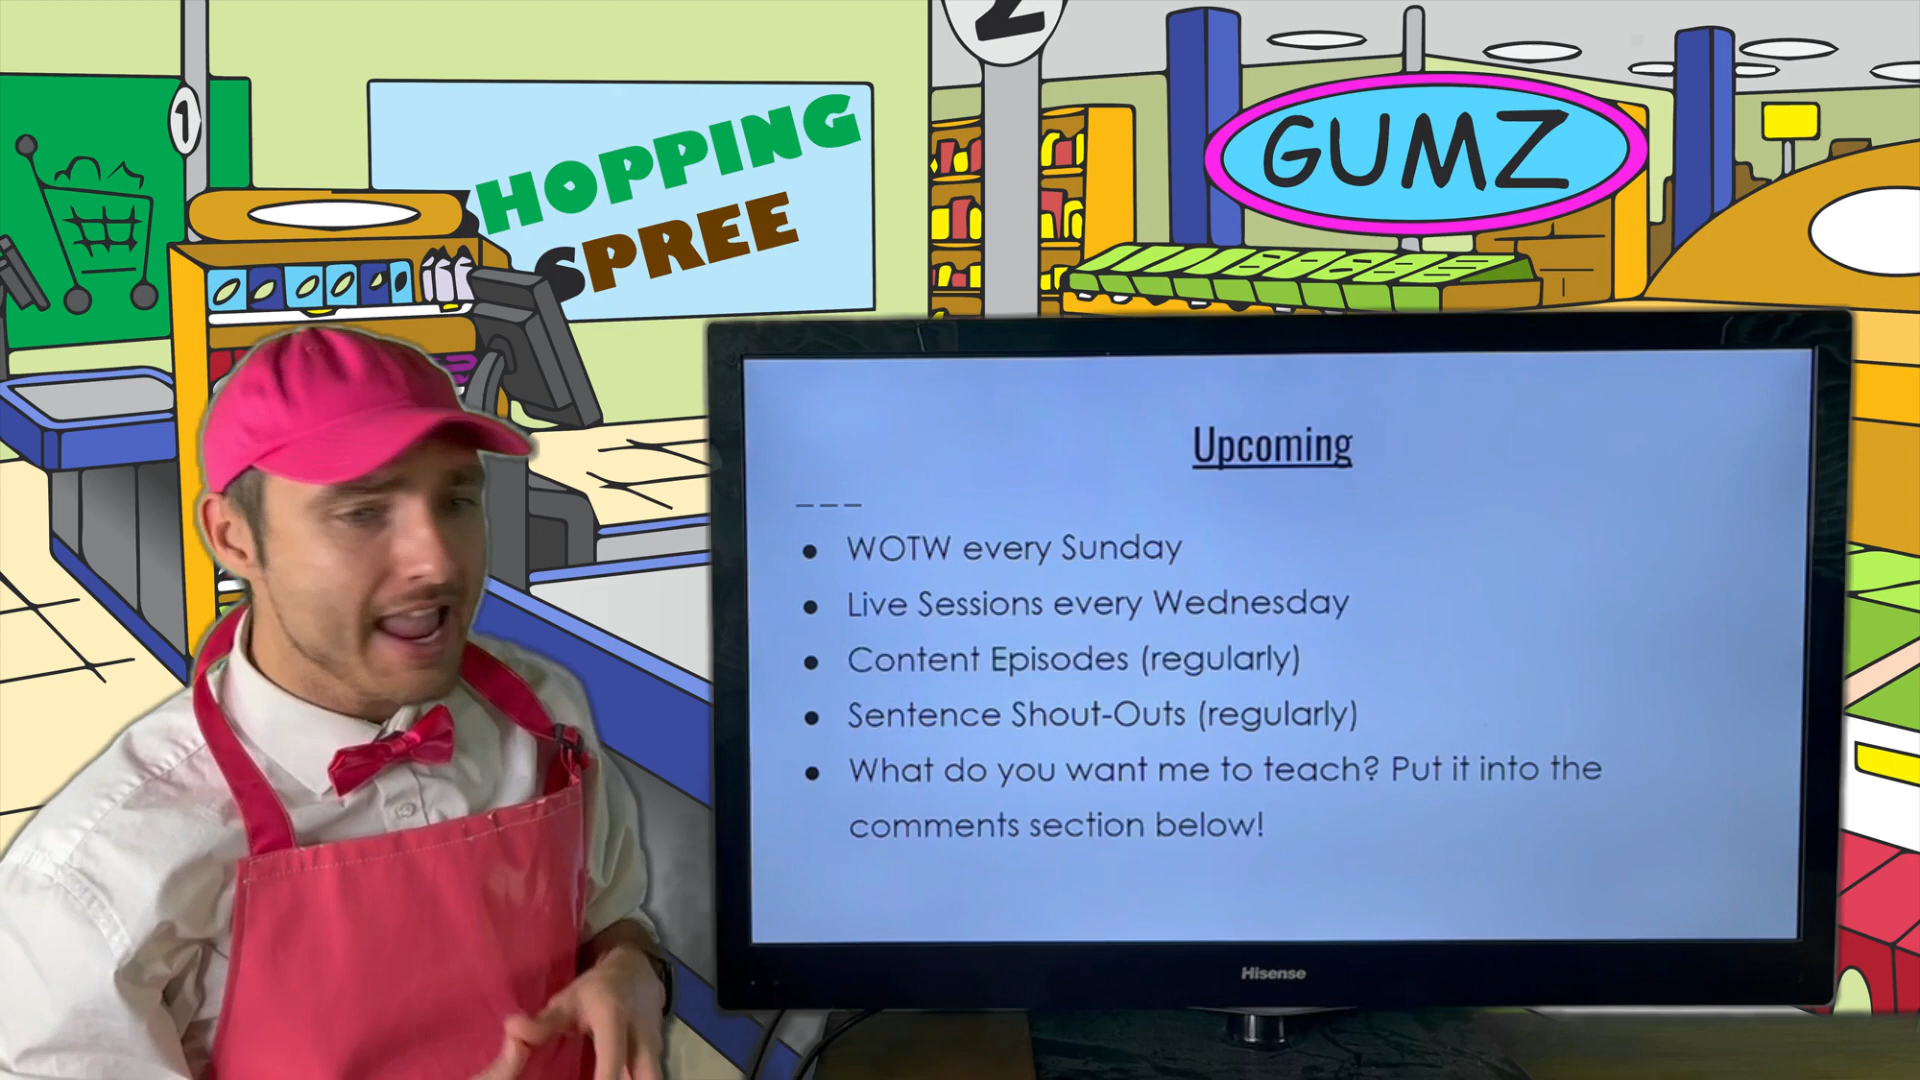 2
1
HOPPING
SPREE
GUMZ
Upcoming
---
• WOTW every Sunday
• Live Sessions every Wednesday
• Content Episodes (regularly)
• Sentence Shout-Outs (regularly)
• What do you want me to teach? Put it into the
comments section below!
Hisense